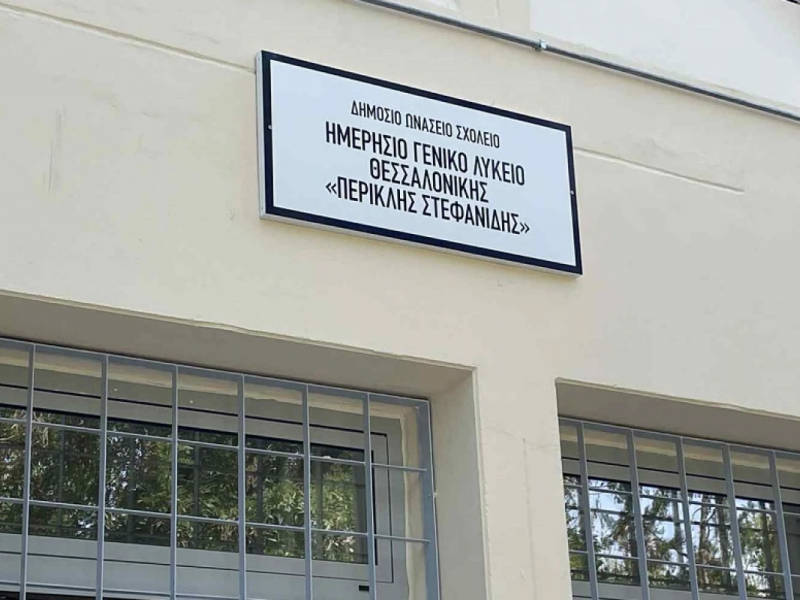 ΔΗΜΟΣΙΟ ΩΝΑΣΕΙΟ ΣΧΟΛΕΙΟ
ΗΜΕΡΗΣΙΟ ΓΕΝΙΚΟ ΛΥΚΕΙΟ
ΘΕΣΣΑΛΟΝΙΚΗΣ
«ΠΕΡΙΚΛΗΣ ΣΤΕΦΑΝΙΔΗΣ»